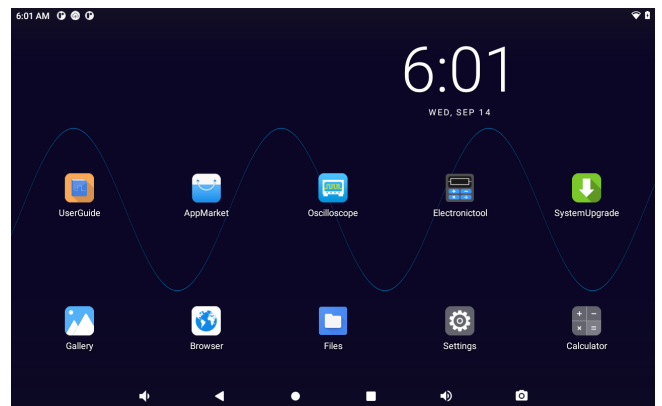 6:01 AM
6:01
WED, SEP 14
UserGuide
AppMarket
Oscilloscope
Electronictool
SystemUpgrade
Gallery
Browser
Files
Settings
Calculator